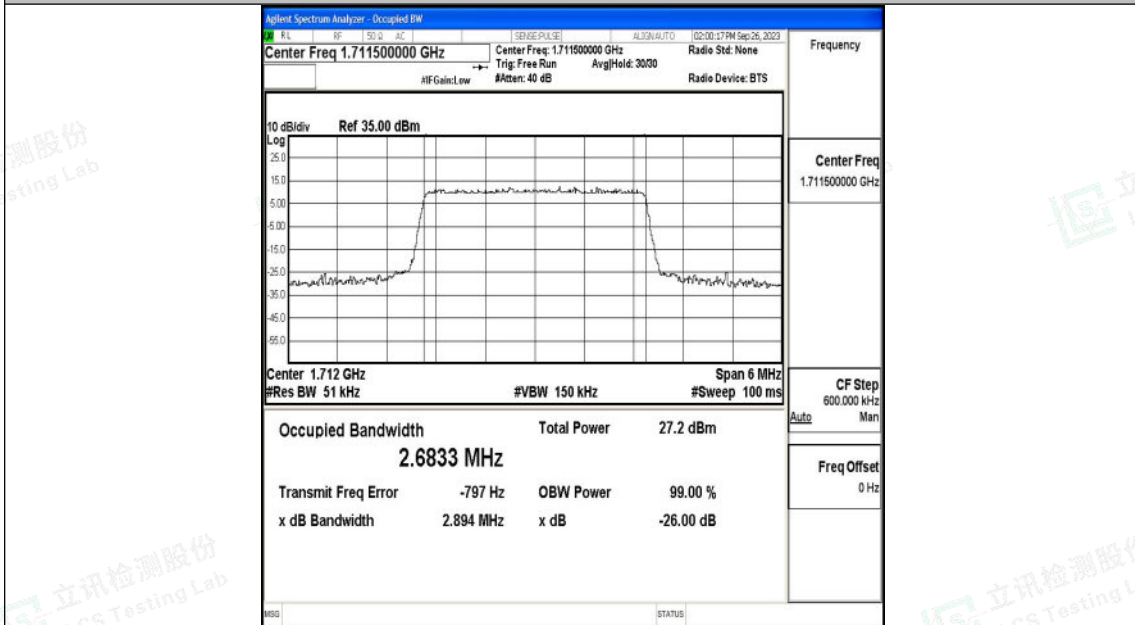 Agilent Spectrum Analyzer - Occupied BW
RL RF 50 Ω AC SENSE:PULSE ALIGNAUTO 02:00:17 PM Sep 26, 2023
Center Freq 1.711500000 GHz
Center Freq: 1.711500000 GHz
Radio Std: None
Trig: Free Run Avg|Hold: 30/30
#IFGain:Low
#Atten: 40 dB
Radio Device: BTS
10 dB/div Ref 35.00 dBm
Log
25.0
15.0
5.00
-5.00
-15.0
-25.0
-35.0
-45.0
-55.0
Center 1.712 GHz Span 6 MHz
#Res BW 51 kHz #VBW 150 kHz #Sweep 100 ms
Occupied Bandwidth Total Power 27.2 dBm
2.6833 MHz
Transmit Freq Error -797 Hz OBW Power 99.00 %
x dB Bandwidth 2.894 MHz x dB -26.00 dB
MSG STATUS
Frequency
Center Freq
1.711500000 GHz
CF Step
600.000 kHz
Auto Man
Freq Offset
0 Hz
测股份
sting Lab
立讯检测股份
CS Testing Lab
立讯检测股份
CS Testing L